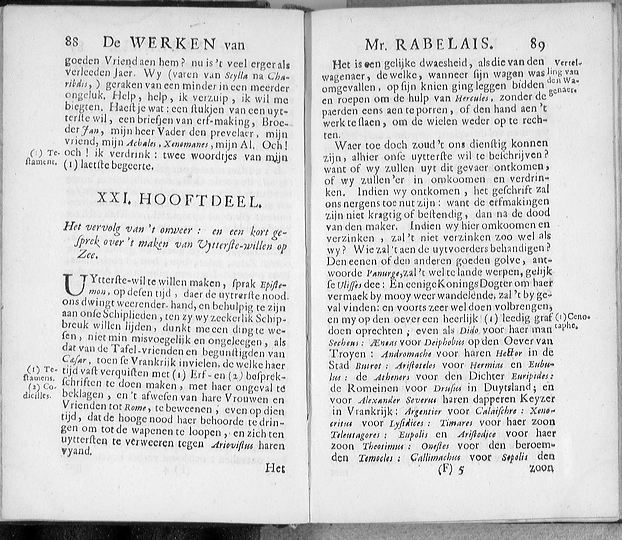 88 De WERKEN van
goeden Vriend aen hem? nu is 't veel erger als
verleeden Jaer. Wy (varen van Scylla na Cha-
ribdis,) geraken van een minder in een meerder
ongeluk. Help, help, ik verzuip, ik wil me
biegten. Haest je wat: een stukjen van een uyt-
terste wil, een briefjen van erf-making, Broe-
der Jan, mijn heer Vader den prevelaer, mijn
vriend, mijn Achales, Xenomanes, mijn Al. Och!
och! ik verdrink: twee woordjes van mijn
(1) laetste begeerte.
(1) Te-
stament.
XXI. HOOFTDEEL.
Het vervolg van 't onweer: en een kort ge-
sprek over 't maken van Uytterste-willen op
Zee.
UYtterste-wil te willen maken, sprak Episte-
mon, op desen tijd, daer de uytterste nood
ons dwingt weerender hand, en behulpig te zijn
aan onse Schiplieden, ten zy wy zeekerlik Schip-
breuk willen lijden, dunkt me een ding te we-
sen, niet min misvoegelijk en ongeleegen, als
dat van de Tafel-vrienden en begunstigden van
Cæsar, toen se Vrankrijk invielen, de welke haer
tijd vast verquisten met (1) Erf- en (2) besprek-
schriften te doen maken, met haer ongeval te
beklagen, en 't afwesen van hare Vrouwen en
Vrienden tot Rome, te beweenen, even op dien
tijd, dat de hooge nood haer behoorde te drin-
gen om tot de wapenen te loopen, en zich ten
uyttersten te verweeren tegen Ariovistus haren
vyand.
(1) Te-
staments.
(2) Co-
dicilles.
Het
Mr. RABELAIS. 89
Het is een gelijke dwaesheid, als die van den
wagenaer, de welke, wanneer sijn wagen was
omgevallen, op sijn knien ging leggen bidden
en roepen om de hulp van Hercules, zonder de
paerden eens aen te porren, of den hand aen 't
werk te slaen, om de wielen weder op te rech-
ten.
Vertel-
ling van
den Wa-
genaer.
Waer toe doch zoud 't ons dienstig konnen
zijn, alhier onse uytterste wil te beschrijven?
want of wy zullen uyt dit gevaer ontkomen,
of wy zullen 'er in omkoomen en verdrin-
ken. Indien wy ontkomen, het geschrift zal
ons nergens toe nut zijn: want de erfmakingen
zijn niet kragtig of bestendig, dan na de dood
van den maker. Indien wy hier omkoomen en
verzinken, zal 't niet verzinken zoo wel als
wy? Wie zal 't aen de uytvoerders behandigen?
Den eenen of den anderen goeden golve, ant-
woorde Panurge, zal 't wel te lande werpen, gelijk
se Ulisses dee: En eenige Konings Dogter om haer
vermaek by mooy weer wandelende, zal 't by ge-
val vinden: en voorts zeer wel doen volbrengen,
en my op den oever een heerlijk (1) leedig graf
doen oprechten; even als Dido voor haer man
Secheus: Æneas voor Deiphobus op den Oever van
Troyen: Andromache voor haren Hector in de
Stad Butrot: Aristoteles voor Hermias en Eubu-
lus: de Atheners voor den Dichter Euripides:
de Romeinen voor Drusus in Duytsland; en
voor Alexander Severus haren dapperen Keyzer
in Vrankrijk: Argentier voor Calaischre: Xeno-
critus voor Lysidices: Timares voor haer zoon
Teleutagores: Eupolis en Aristodice voor haer
zoon Theotimus: Onester voor den beroem-
den Temocles: Callimachus voor Sopolis den
(1) Ceno-
taphe.
(F) 5 zoon